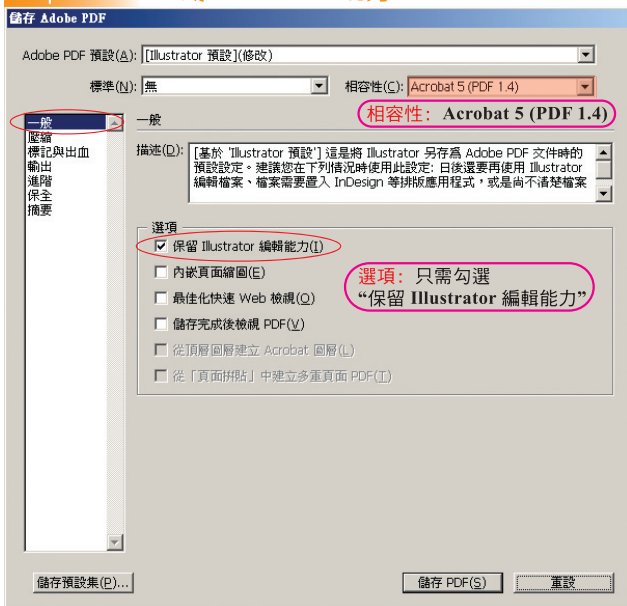 儲存 Adobe PDF
Adobe PDF 預設(A): [Illustrator 預設](修改)
標準(N): 無 相容性(C): Acrobat 5 (PDF 1.4)
相容性: Acrobat 5 (PDF 1.4)
一般
壓縮
標記與出血
輸出
進階
保全
摘要
一般
描述(D): [基於 'Illustrator 預設'] 這是將 Illustrator 另存為 Adobe PDF 文件時的
預設設定。建議您在下列情況時使用此設定: 日後還要再使用 Illustrator
編輯檔案、檔案需要置入 InDesign 等排版應用程式，或是尚不清楚檔案
選項
保留 Illustrator 編輯能力(I)
內嵌頁面縮圖(E)
最佳化快速 Web 檢視(O)
儲存完成後檢視 PDF(V)
從頂層圖層建立 Acrobat 圖層(L)
從「頁面拼貼」中建立多重頁面 PDF(T)
選項: 只需勾選
“保留 Illustrator 編輯能力”
儲存預設集(P)... 儲存 PDF(S) 重設